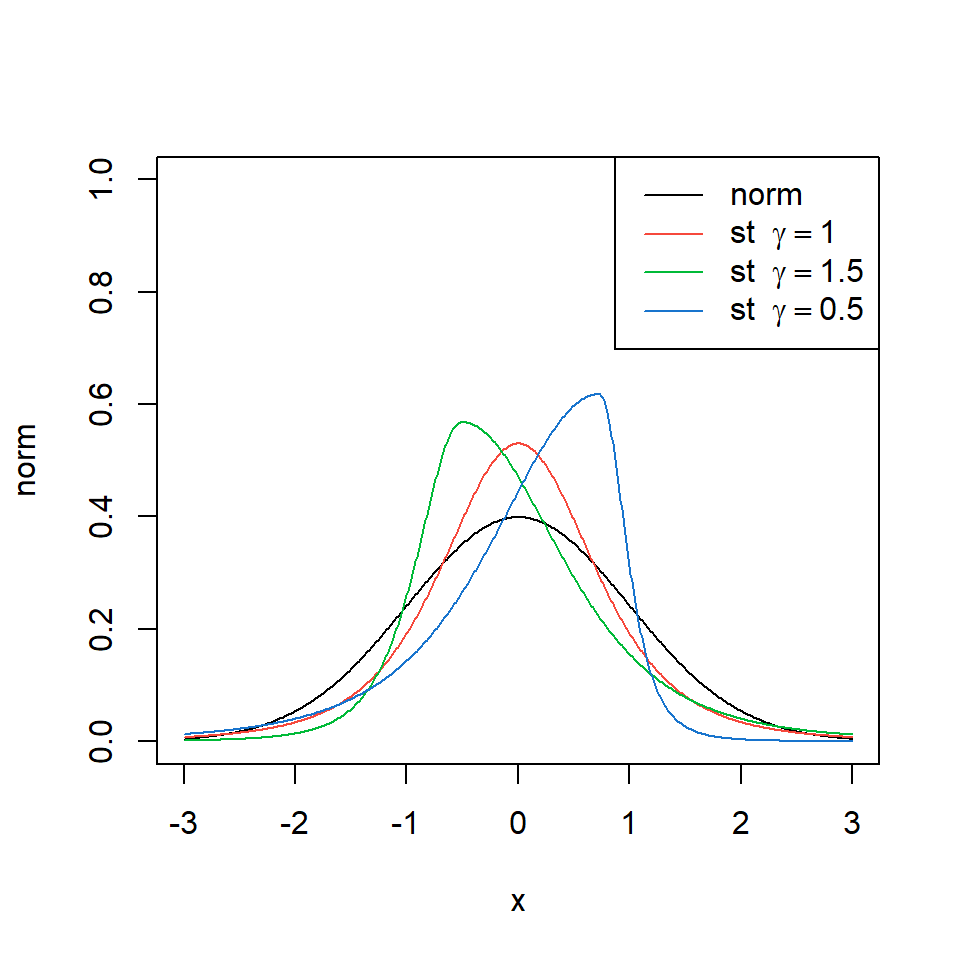 norm
st γ = 1
st γ = 1.5
st γ = 0.5
1.0
0.8
0.6
0.4
0.2
0.0
norm
-3 -2 -1 0 1 2 3
x